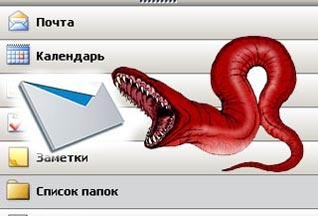 Почта
Календарь
Заметки
Список папок